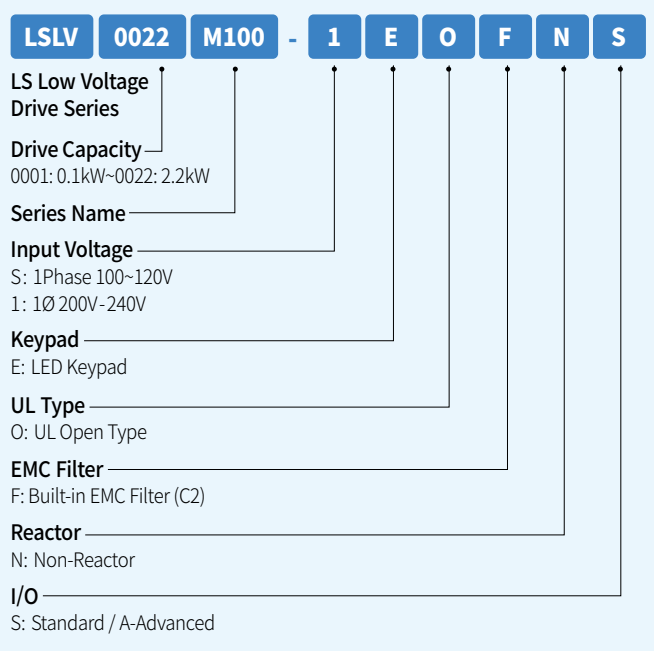 LSLV 0022 M100 - 1 E O F N S
LS Low Voltage
Drive Series
Drive Capacity
0001: 0.1kW~0022: 2.2kW
Series Name
Input Voltage
S: 1Phase 100~120V
1: 1Ø 200V-240V
Keypad
E: LED Keypad
UL Type
O: UL Open Type
EMC Filter
F: Built-in EMC Filter (C2)
Reactor
N: Non-Reactor
I/O
S: Standard / A-Advanced